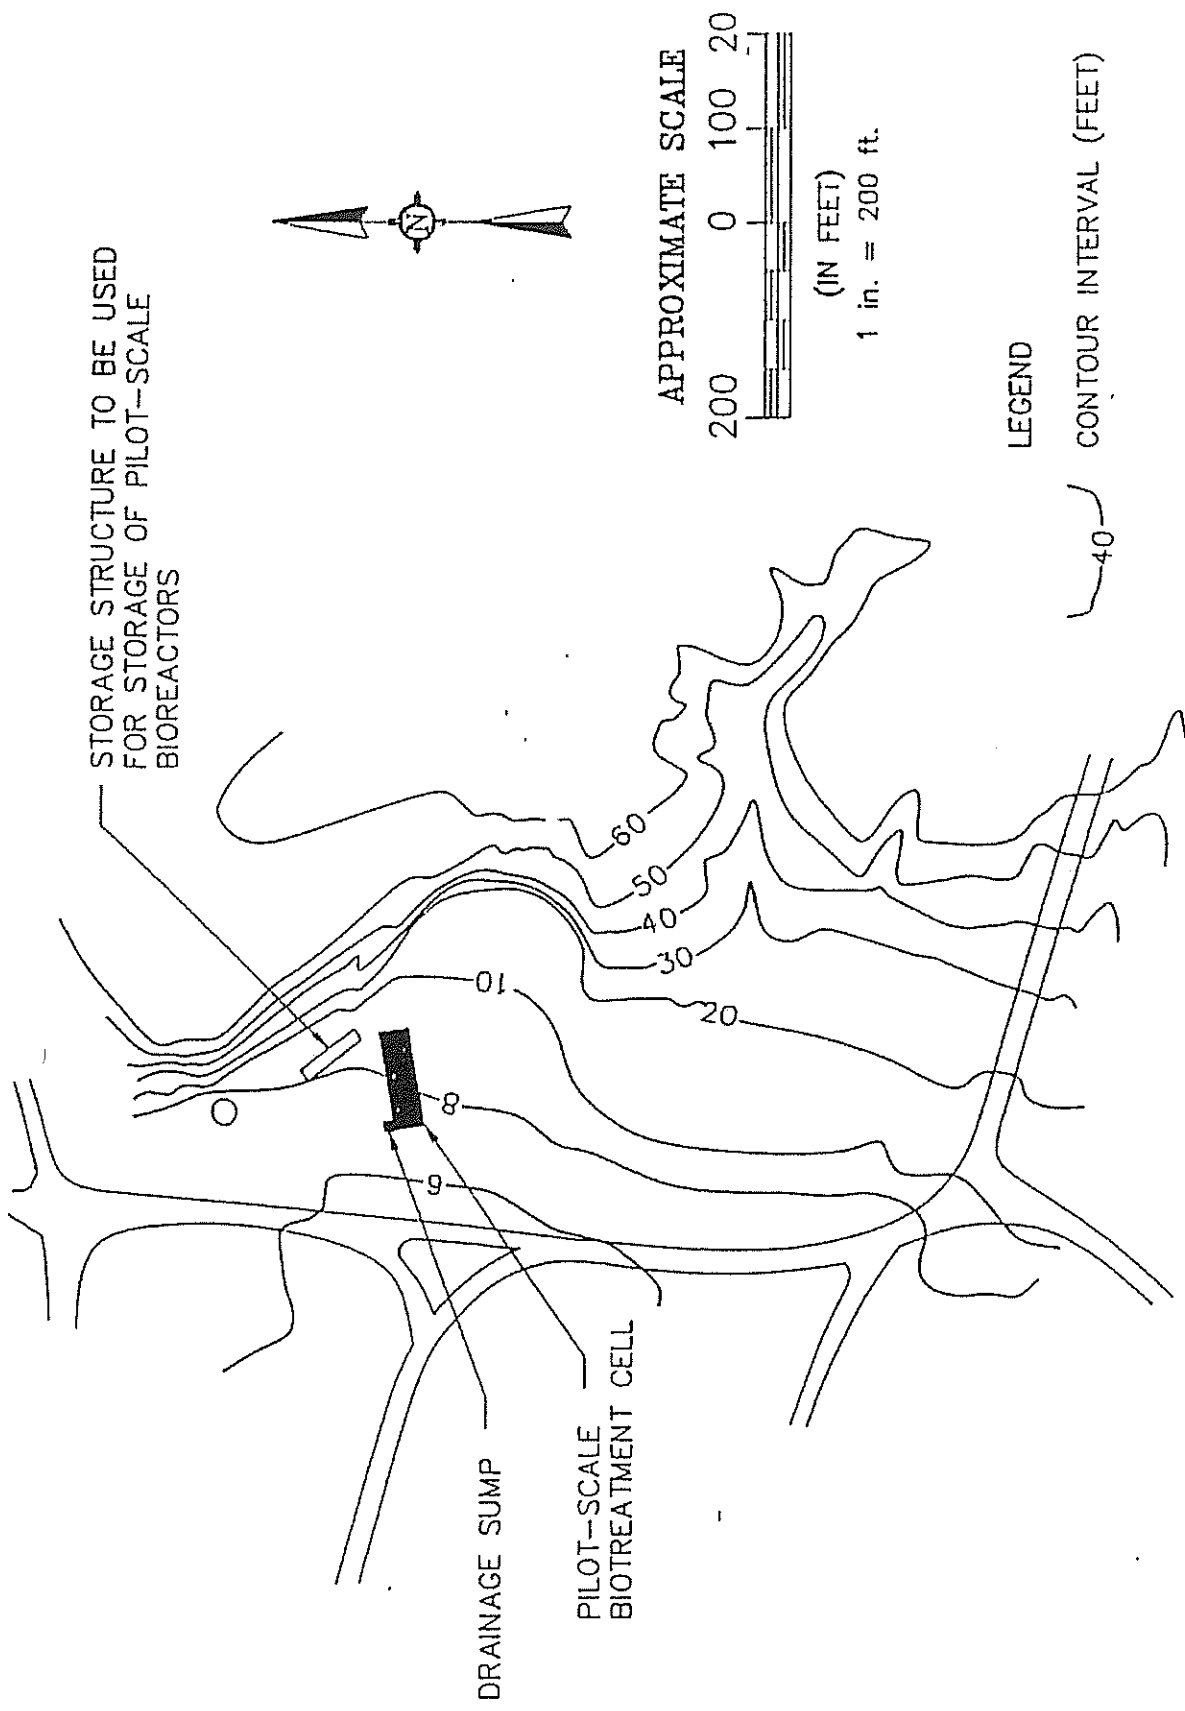 STORAGE STRUCTURE TO BE USED
FOR STORAGE OF PILOT-SCALE
BIOREACTORS
N
DRAINAGE SUMP
PILOT-SCALE
BIOTREATMENT CELL
6
8
10
20
30
40
50
60
APPROXIMATE SCALE
200 0 100 20
(IN FEET)
1 in. = 200 ft.
LEGEND
40 CONTOUR INTERVAL (FEET)